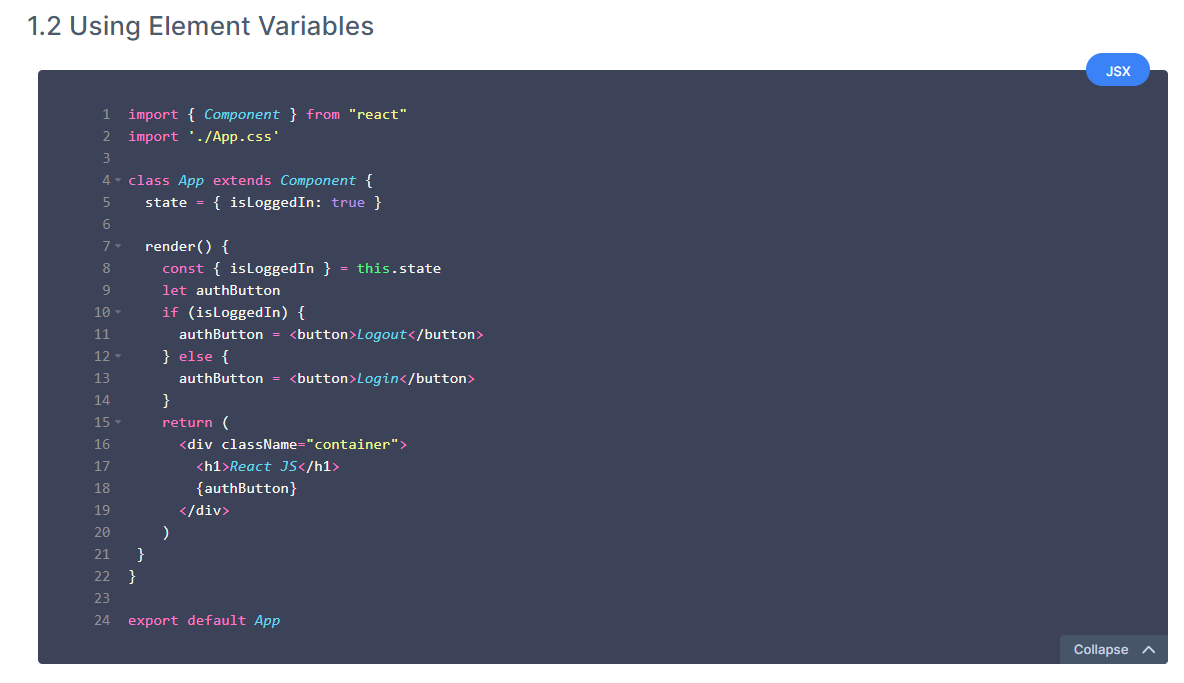 1.2 Using Element Variables
JSX
1 import { Component } from "react"
2 import './App.css'
3
4 class App extends Component {
5   state = { isLoggedIn: true }
6
7   render() {
8     const { isLoggedIn } = this.state
9     let authButton
10     if (isLoggedIn) {
11       authButton = <button>Logout</button>
12     } else {
13       authButton = <button>Login</button>
14     }
15     return (
16       <div className="container">
17         <h1>React JS</h1>
18         {authButton}
19       </div>
20     )
21  }
22 }
23
24 export default App
Collapse